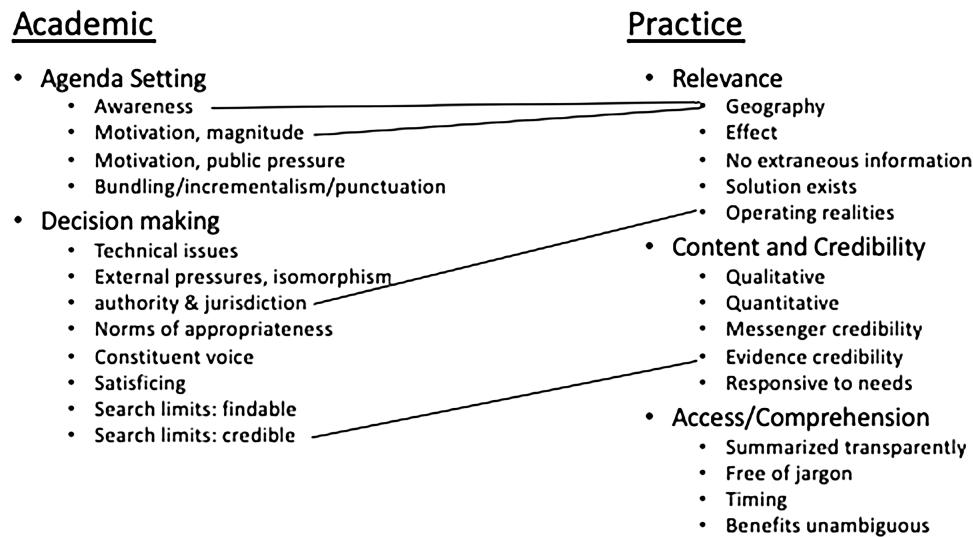 Academic
• Agenda Setting
• Awareness
• Motivation, magnitude
• Motivation, public pressure
• Bundling/incrementalism/punctuation
• Decision making
• Technical issues
• External pressures, isomorphism
• authority & jurisdiction
• Norms of appropriateness
• Constituent voice
• Satisficing
• Search limits: findable
• Search limits: credible
Practice
• Relevance
• Geography
• Effect
• No extraneous information
• Solution exists
• Operating realities
• Content and Credibility
• Qualitative
• Quantitative
• Messenger credibility
• Evidence credibility
• Responsive to needs
• Access/Comprehension
• Summarized transparently
• Free of jargon
• Timing
• Benefits unambiguous